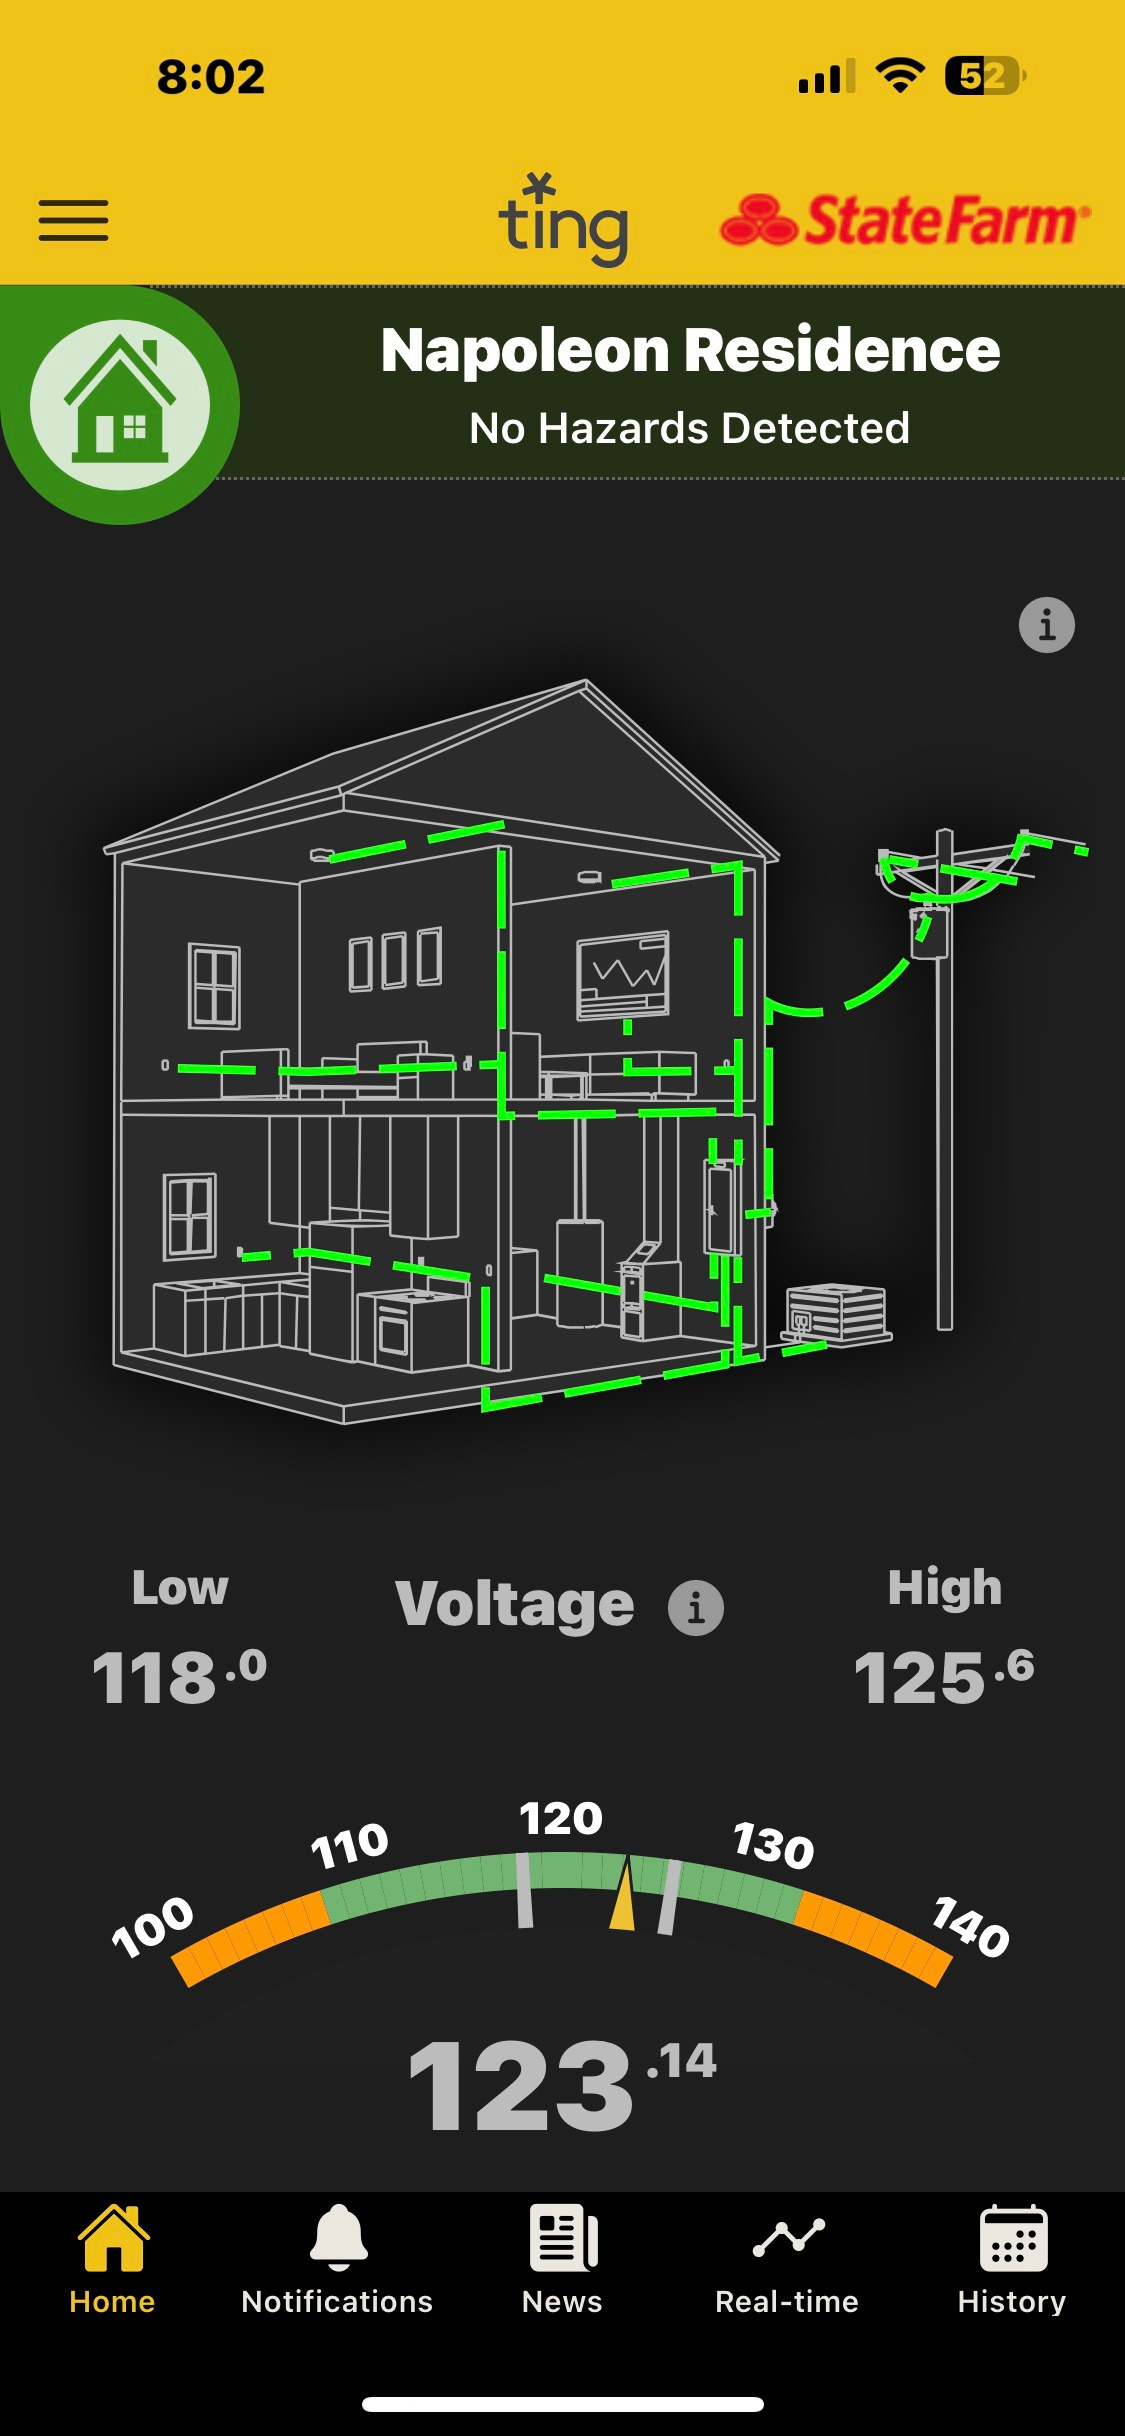 8:02
52
ting
StateFarm®
Napoleon Residence
No Hazards Detected
i
Low
Voltage
i
High
118.0
125.6
100
110
120
130
140
123.14
Home
Notifications
News
Real-time
History